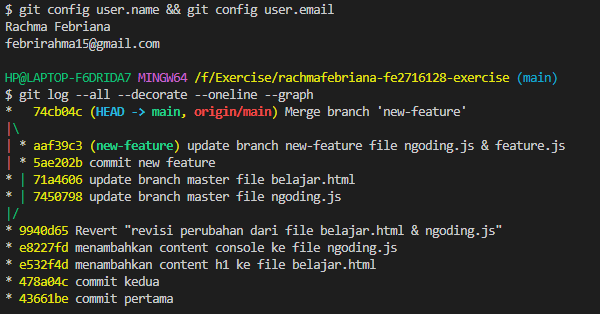 $ git config user.name && git config user.email
Rachma Febriana
febrirahma15@gmail.com
HP@LAPTOP-F6DRIDA7 MINGW64 /f/Exercise/rachmafebriana-fe2716128-exercise (main)
$ git log --all --decorate --oneline --graph
*   74cb04c (HEAD -> main, origin/main) Merge branch 'new-feature'
|\
| * aaf39c3 (new-feature) update branch new-feature file ngoding.js & feature.js
| * 5ae202b commit new feature
* | 71a4606 update branch master file belajar.html
* | 7450798 update branch master file ngoding.js
|/
* 9940d65 Revert "revisi perubahan dari file belajar.html & ngoding.js"
* e8227fd menambahkan content console ke file ngoding.js
* e532f4d menambahkan content h1 ke file belajar.html
* 478a04c commit kedua
* 43661be commit pertama